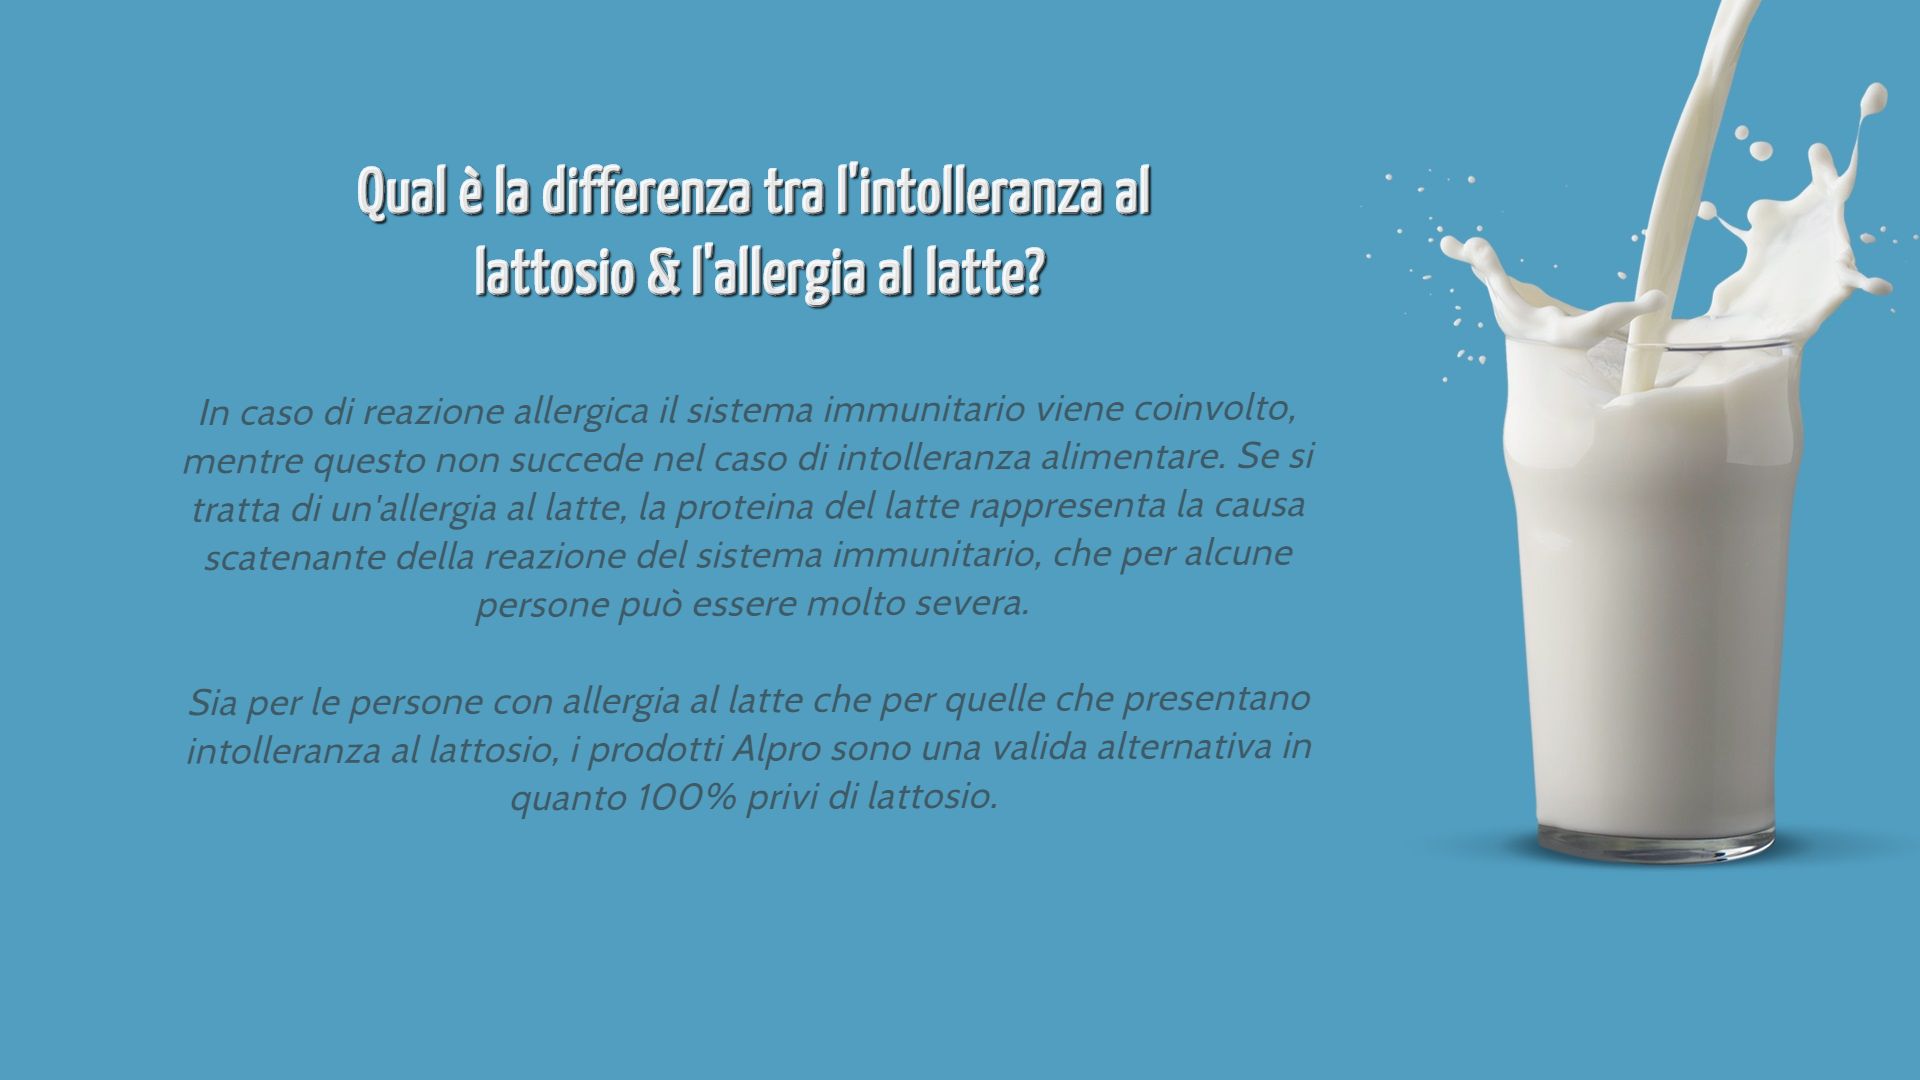 Qual è la differenza tra l'intolleranza al
lattosio & l'allergia al latte?
In caso di reazione allergica il sistema immunitario viene coinvolto,
mentre questo non succede nel caso di intolleranza alimentare. Se si
tratta di un'allergia al latte, la proteina del latte rappresenta la causa
scatenante della reazione del sistema immunitario, che per alcune
persone può essere molto severa.
Sia per le persone con allergia al latte che per quelle che presentano
intolleranza al lattosio, i prodotti Alpro sono una valida alternativa in
quanto 100% privi di lattosio.